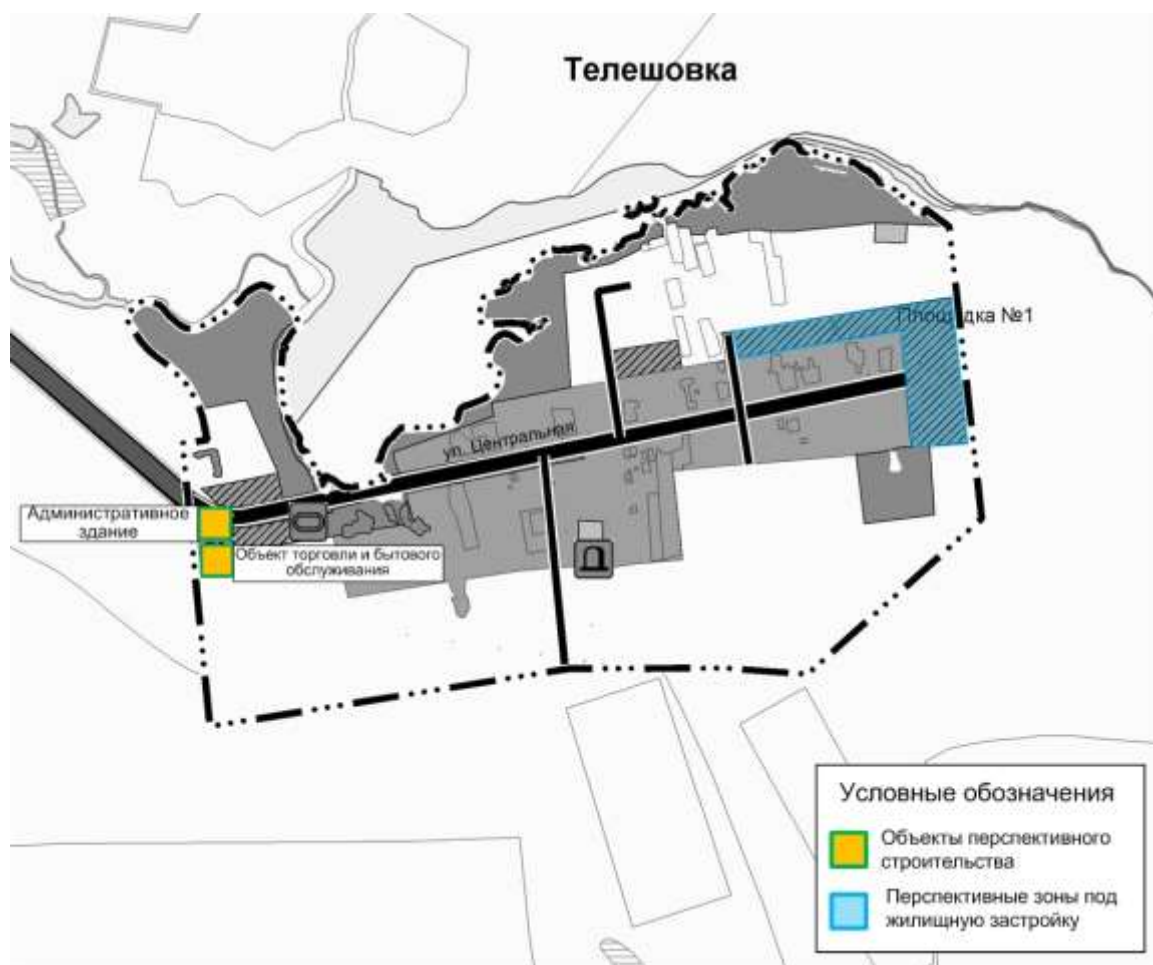 Телешовка
Площадка №1
ул. Центральная
Административное
здание
Объект торговли и бытового
обслуживания
Условные обозначения
Объекты перспективного
строительства
Перспективные зоны под
жилищную застройку